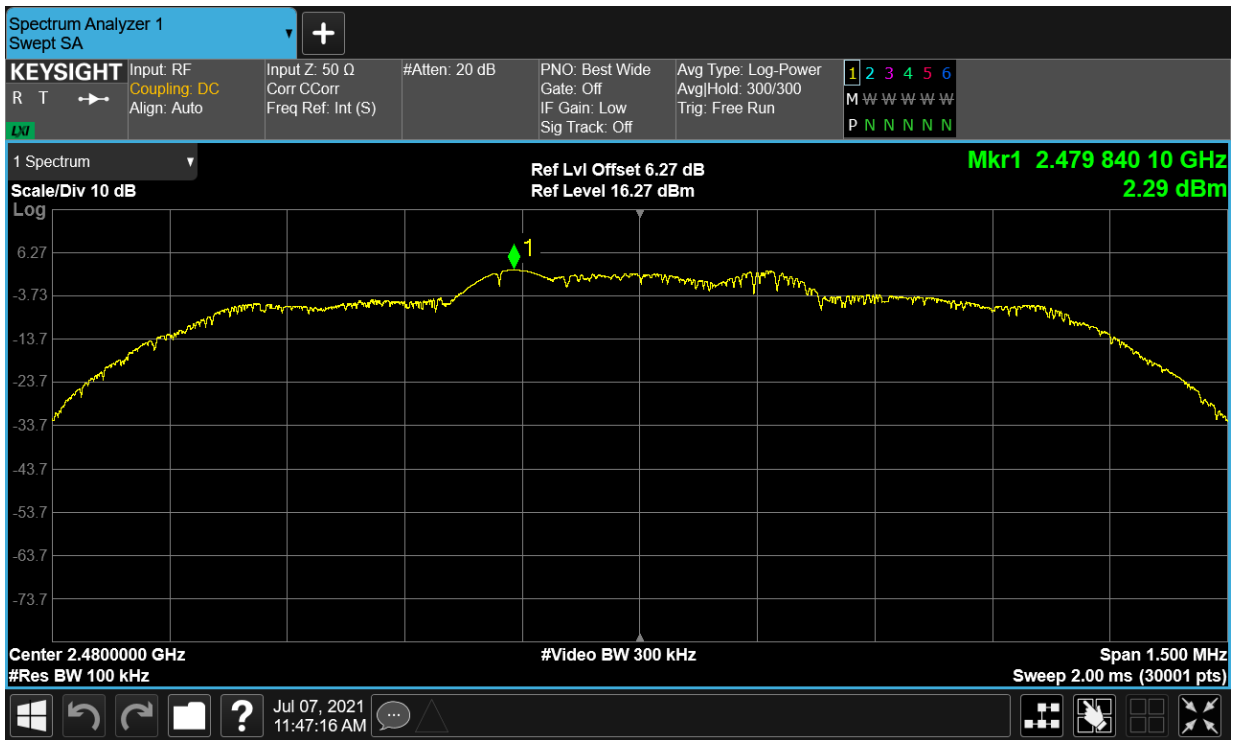 Spectrum Analyzer 1
Swept SA
+
KEYSIGHT
R T
LXI
Input: RF
Coupling: DC
Align: Auto
Input Z: 50 Ω
Corr CCorr
Freq Ref: Int (S)
#Atten: 20 dB
PNO: Best Wide
Gate: Off
IF Gain: Low
Sig Track: Off
Avg Type: Log-Power
Avg|Hold: 300/300
Trig: Free Run
1 2 3 4 5 6
M W W W W W
P N N N N N
1 Spectrum
Scale/Div 10 dB
Log
Ref Lvl Offset 6.27 dB
Ref Level 16.27 dBm
Mkr1 2.479 840 10 GHz
2.29 dBm
1
6.27
-3.73
-13.7
-23.7
-33.7
-43.7
-53.7
-63.7
-73.7
Center 2.4800000 GHz
#Res BW 100 kHz
#Video BW 300 kHz
Span 1.500 MHz
Sweep 2.00 ms (30001 pts)
?
Jul 07, 2021
11:47:16 AM